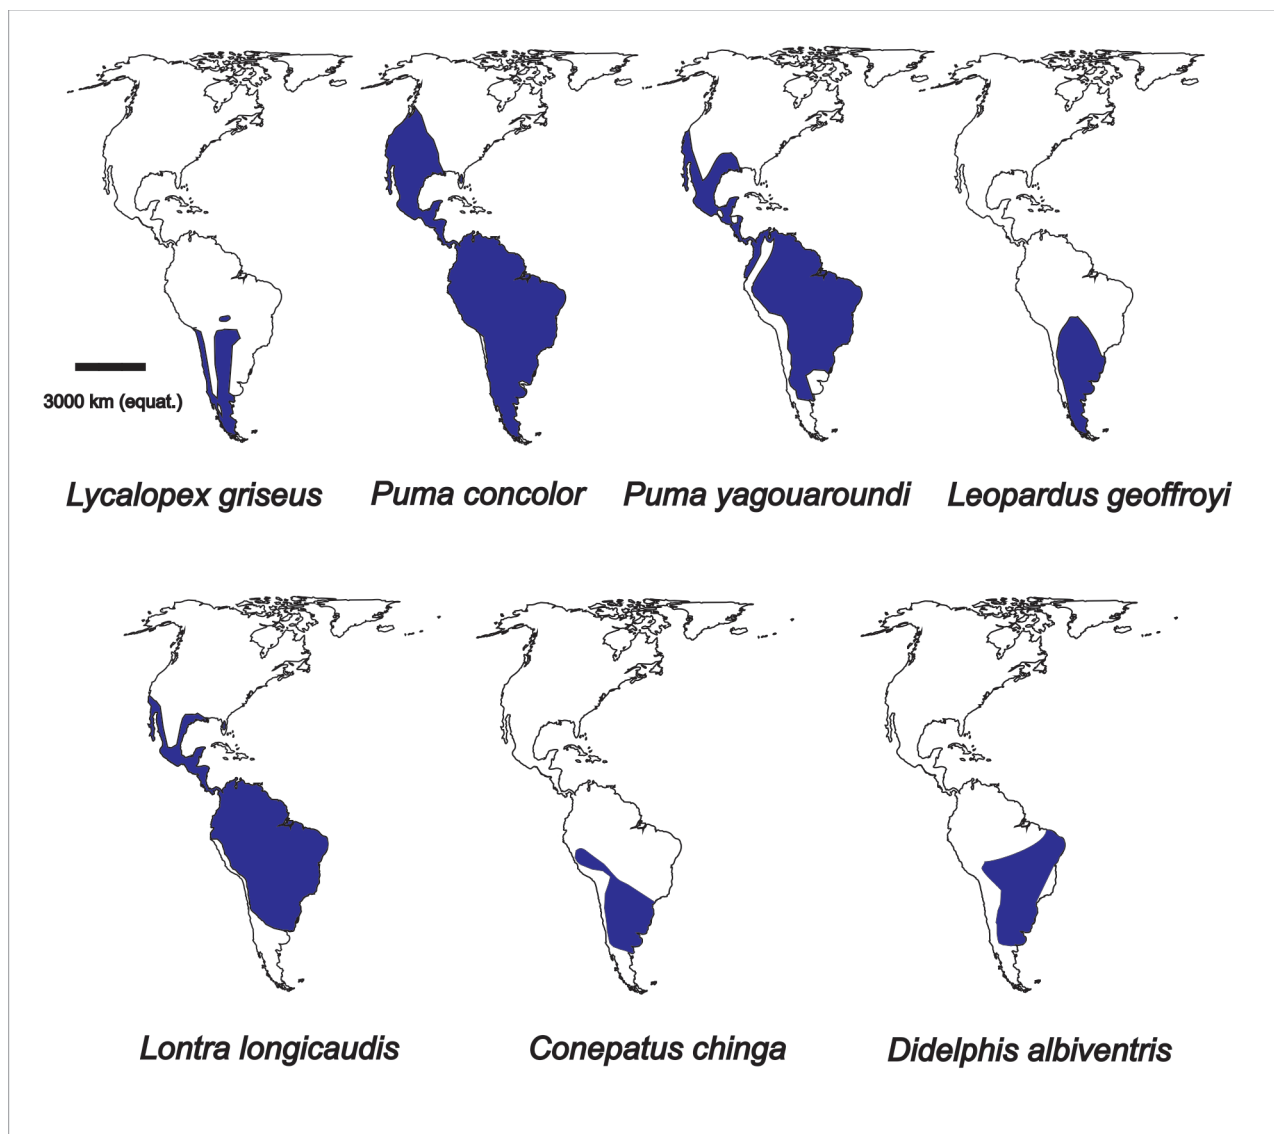 3000 km (equat.)
Lycalopex griseus
Puma concolor
Puma yagouaroundi
Leopardus geoffroyi
Lontra longicaudis
Conepatus chinga
Didelphis albiventris